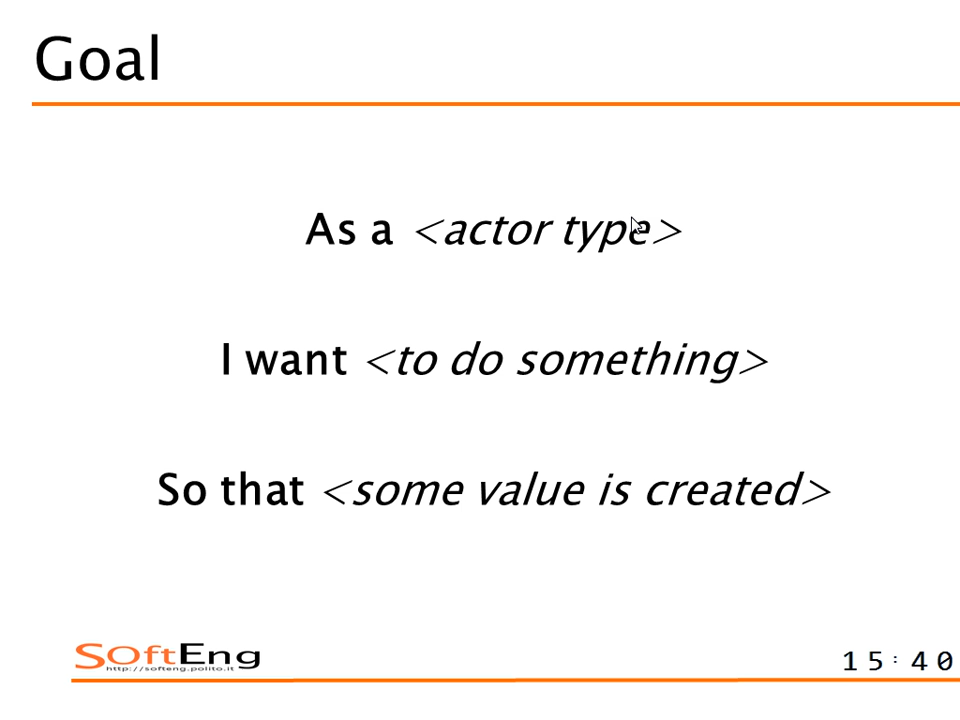 Goal
As a <actor type>
I want <to do something>
So that <some value is created>
SOftEng
http://softeng.polito.it
15:40